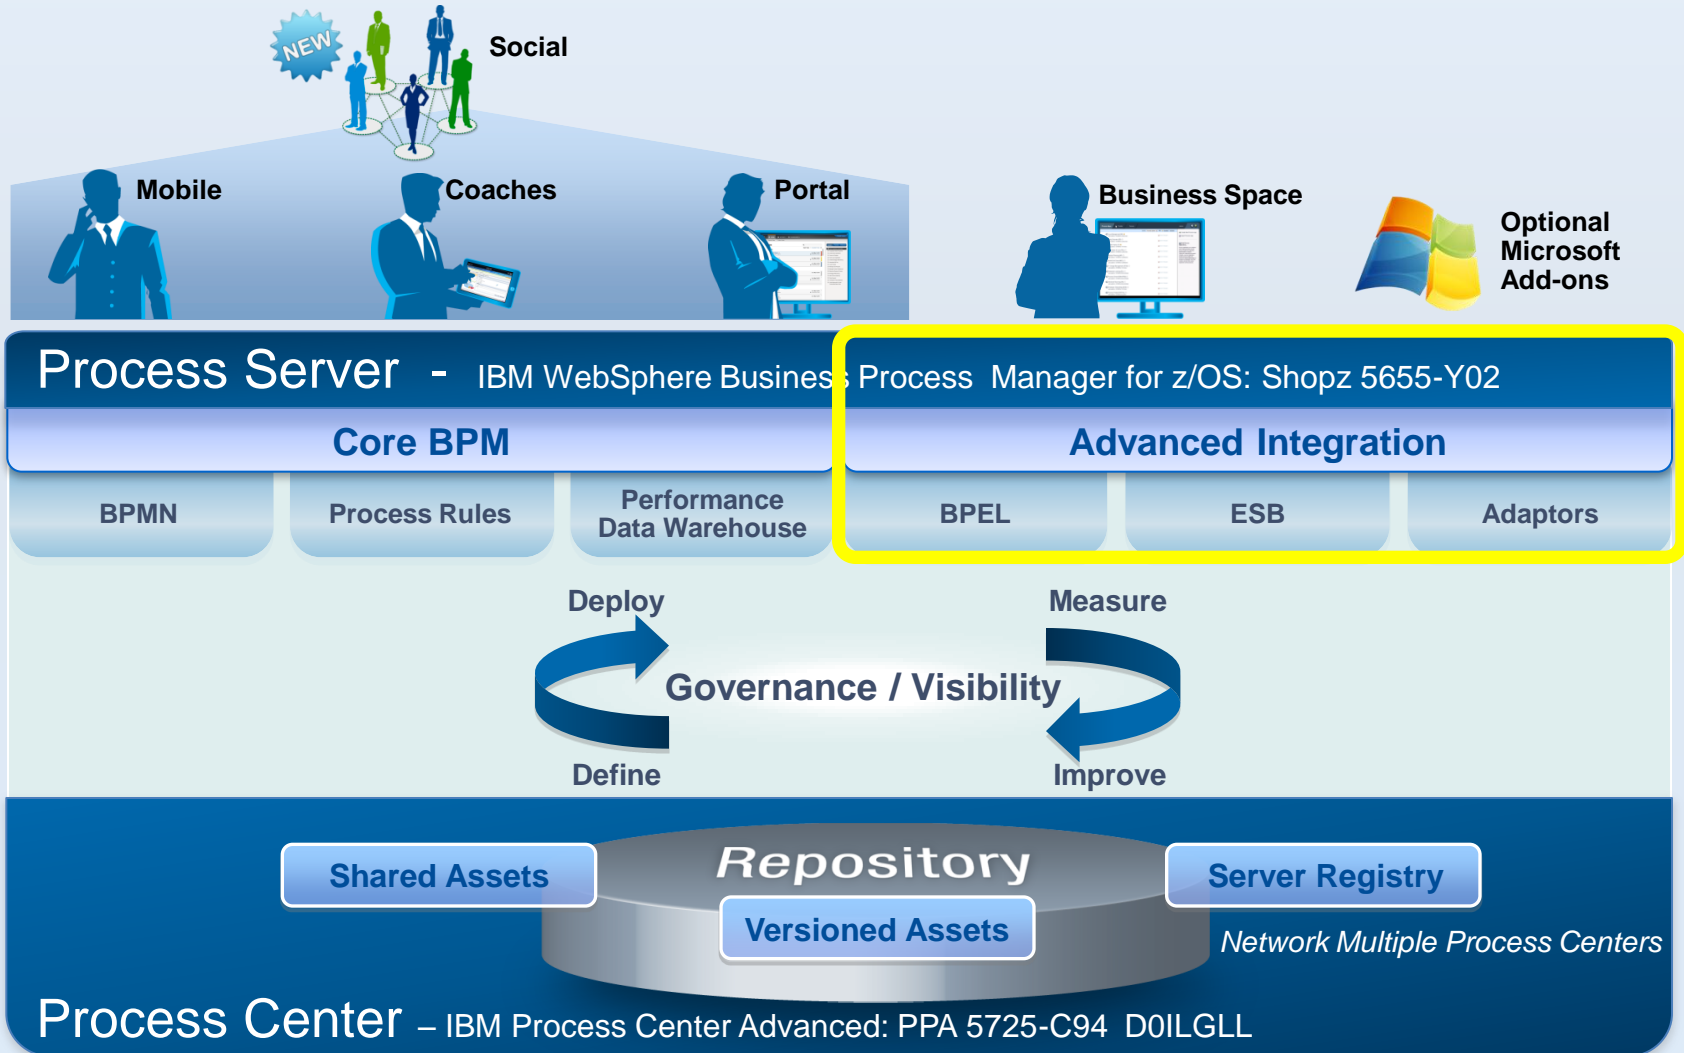 NEW
Social
Mobile
Coaches
Portal
Business Space
Optional
Microsoft
Add-ons
Process Server - IBM WebSphere Business Process Manager for z/OS: Shopz 5655-Y02
Core BPM
Advanced Integration
BPMN
Process Rules
Performance
Data Warehouse
BPEL
ESB
Adaptors
Deploy
Measure
Governance / Visibility
Define
Improve
Repository
Shared Assets
Server Registry
Versioned Assets
Network Multiple Process Centers
Process Center – IBM Process Center Advanced: PPA 5725-C94 D0ILGLL